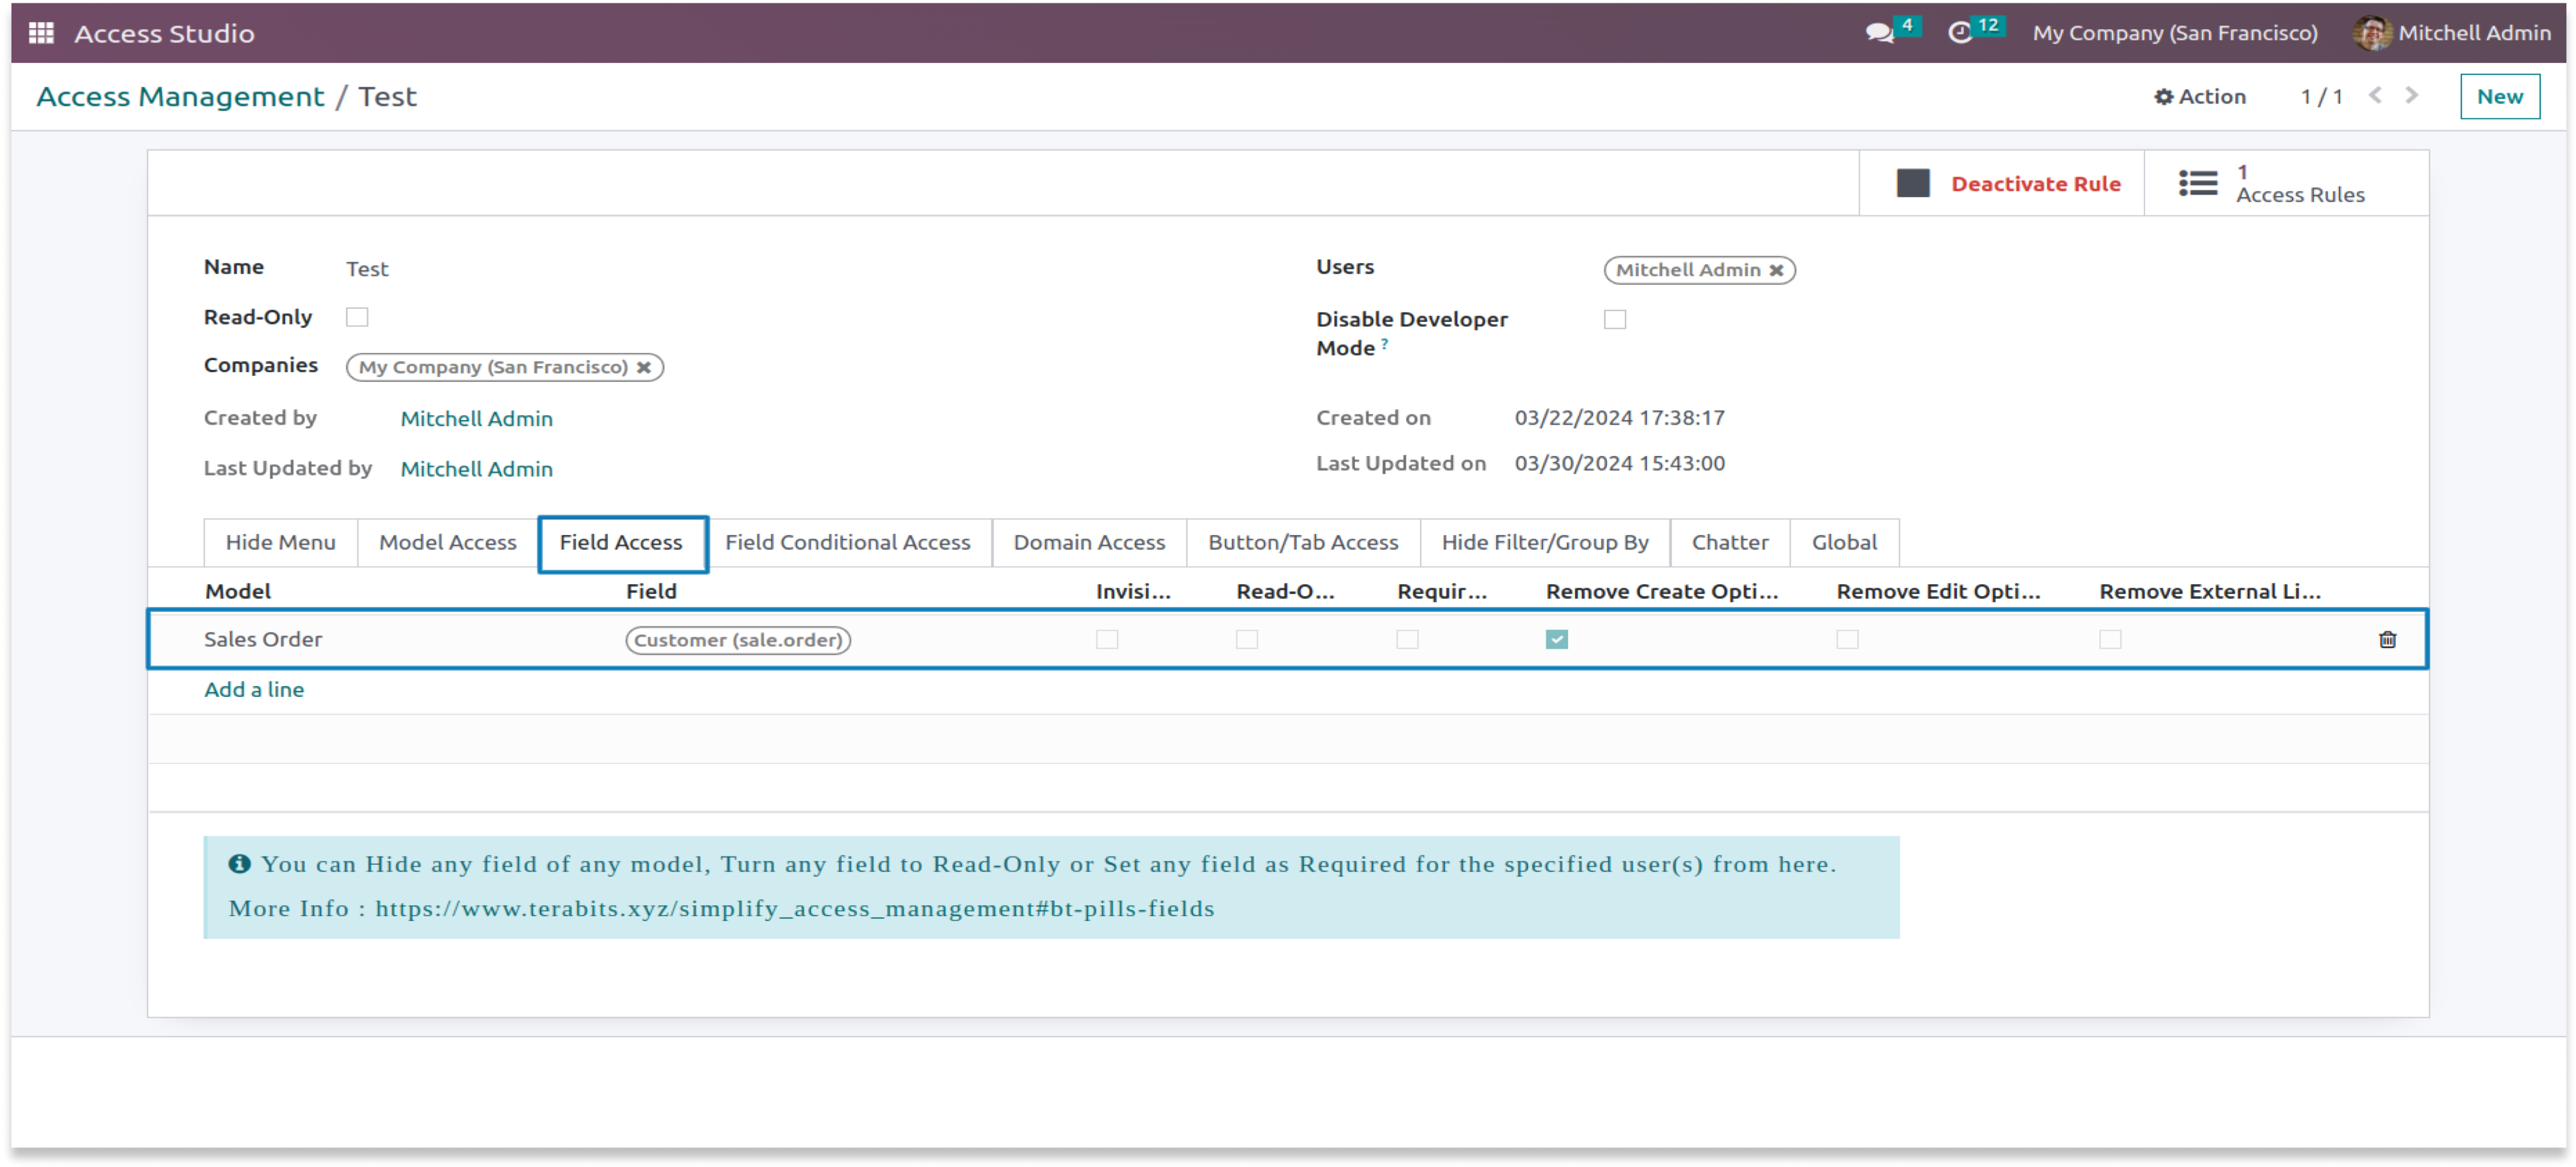 Access Studio 4 12 My Company (San Francisco) Mitchell Admin
Access Management / Test Action 1 / 1 New
Deactivate Rule 1 Access Rules
Name Test Users Mitchell Admin
Read-Only Disable Developer Mode ?
Companies My Company (San Francisco)
Created by Mitchell Admin Created on 03/22/2024 17:38:17
Last Updated by Mitchell Admin Last Updated on 03/30/2024 15:43:00
Hide Menu Model Access Field Access Field Conditional Access Domain Access Button/Tab Access Hide Filter/Group By Chatter Global
Model Field Invisi... Read-O... Requir... Remove Create Opti... Remove Edit Opti... Remove External Li...
Sales Order Customer (sale.order)
Add a line
You can Hide any field of any model, Turn any field to Read-Only or Set any field as Required for the specified user(s) from here.
More Info : https://www.terabits.xyz/simplify_access_management#bt-pills-fields